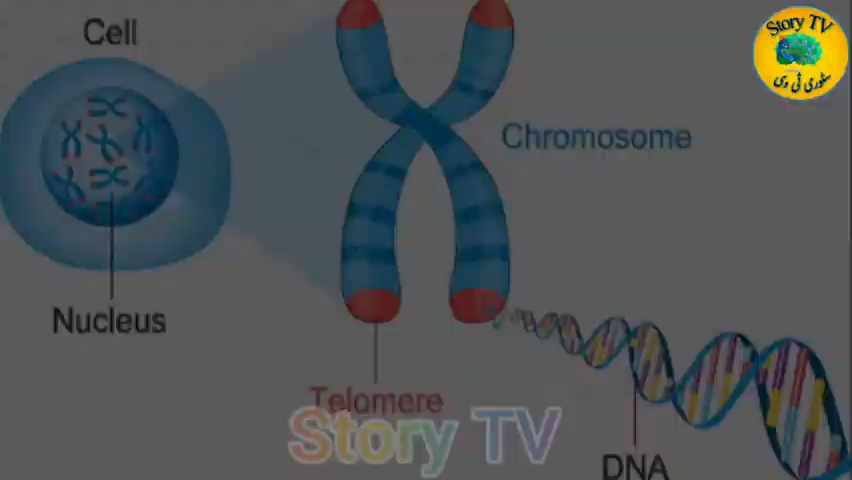 Cell
Story TV
سٹوری ٹی وی
Chromosome
Nucleus
Telomere
Story TV
DNA